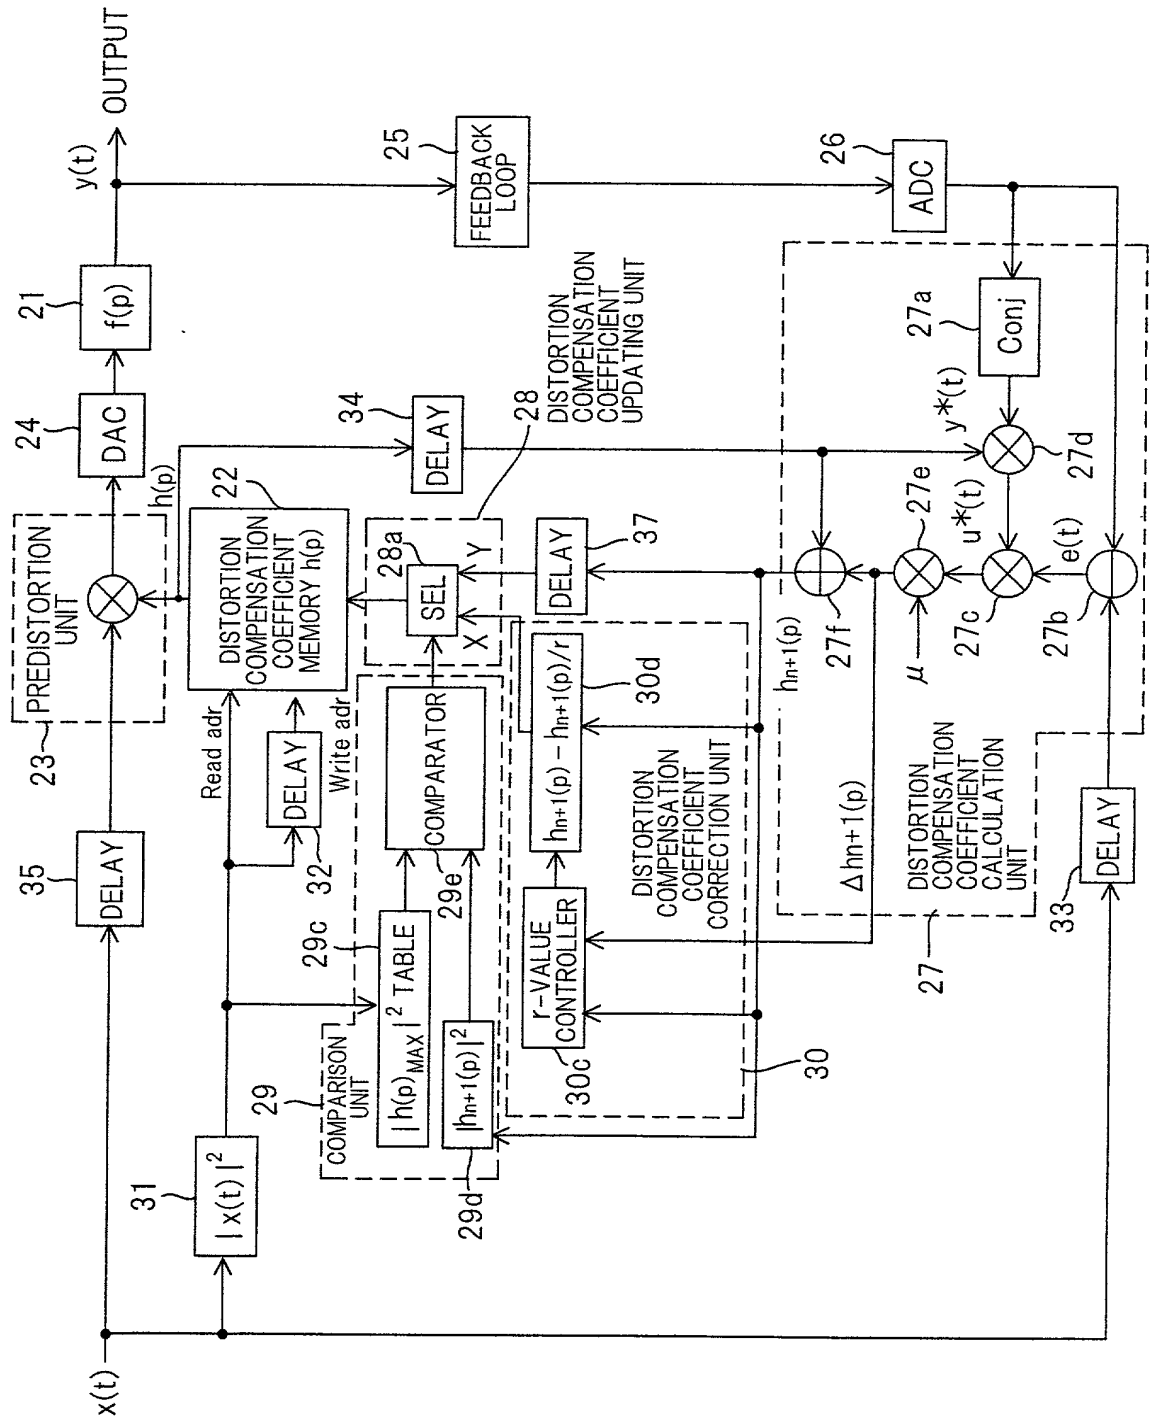 x(t)
35
DELAY
23
PREDISTORTION
UNIT
24
DAC
21
f(p)
y(t)
OUTPUT
31
|x(t)|²
Read adr
32
DELAY
Write adr
22
DISTORTION
COMPENSATION
COEFFICIENT
MEMORY h(p)
h(p)
29
COMPARISON
UNIT
29c
|h(p)MAX|² TABLE
29d
|hn+1(p)|²
29e
COMPARATOR
28a
SEL
X
Y
28
DISTORTION
COMPENSATION
COEFFICIENT
UPDATING UNIT
34
DELAY
25
FEEDBACK
LOOP
37
DELAY
30c
r-VALUE
CONTROLLER
30d
hn+1(p)−hn+1(p)/r
DISTORTION
COMPENSATION
COEFFICIENT
CORRECTION UNIT
30
hn+1(p)
Δhn+1(p)
27f
μ
27e
27c
u*(t)
27d
y*(t)
27a
Conj
26
ADC
e(t)
27b
27
DISTORTION
COMPENSATION
COEFFICIENT
CALCULATION
UNIT
33
DELAY